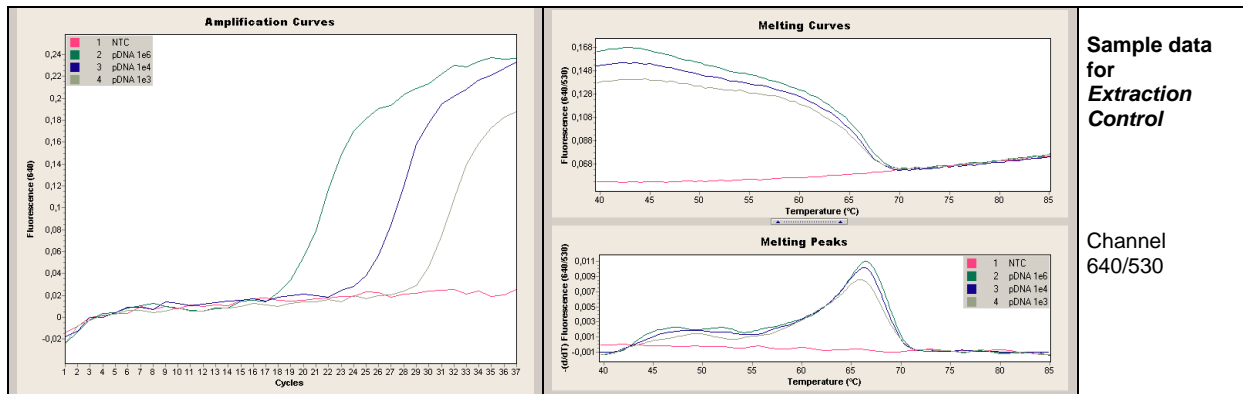 Amplification Curves
1 NTC
2 pDNA 1e6
3 pDNA 1e4
4 pDNA 1e3
0,24
0,22
0,2
0,18
0,16
0,14
0,12
0,1
0,08
0,06
0,04
0,02
0
-0,02
Fluorescence (640)
1 2 3 4 5 6 7 8 9 10 11 12 13 14 15 16 17 18 19 20 21 22 23 24 25 26 27 28 29 30 31 32 33 34 35 36 37
Cycles
Melting Curves
0,168
0,148
0,128
0,108
0,088
0,068
Fluorescence (640/530)
40 45 50 55 60 65 70 75 80 85
Temperature (°C)
Melting Peaks
0,011
0,009
0,007
0,005
0,003
0,001
-0,001
-(d/dT) Fluorescence (640/530)
1 NTC
2 pDNA 1e6
3 pDNA 1e4
4 pDNA 1e3
40 45 50 55 60 65 70 75 80 85
Temperature (°C)
Sample data
for
Extraction
Control
Channel
640/530